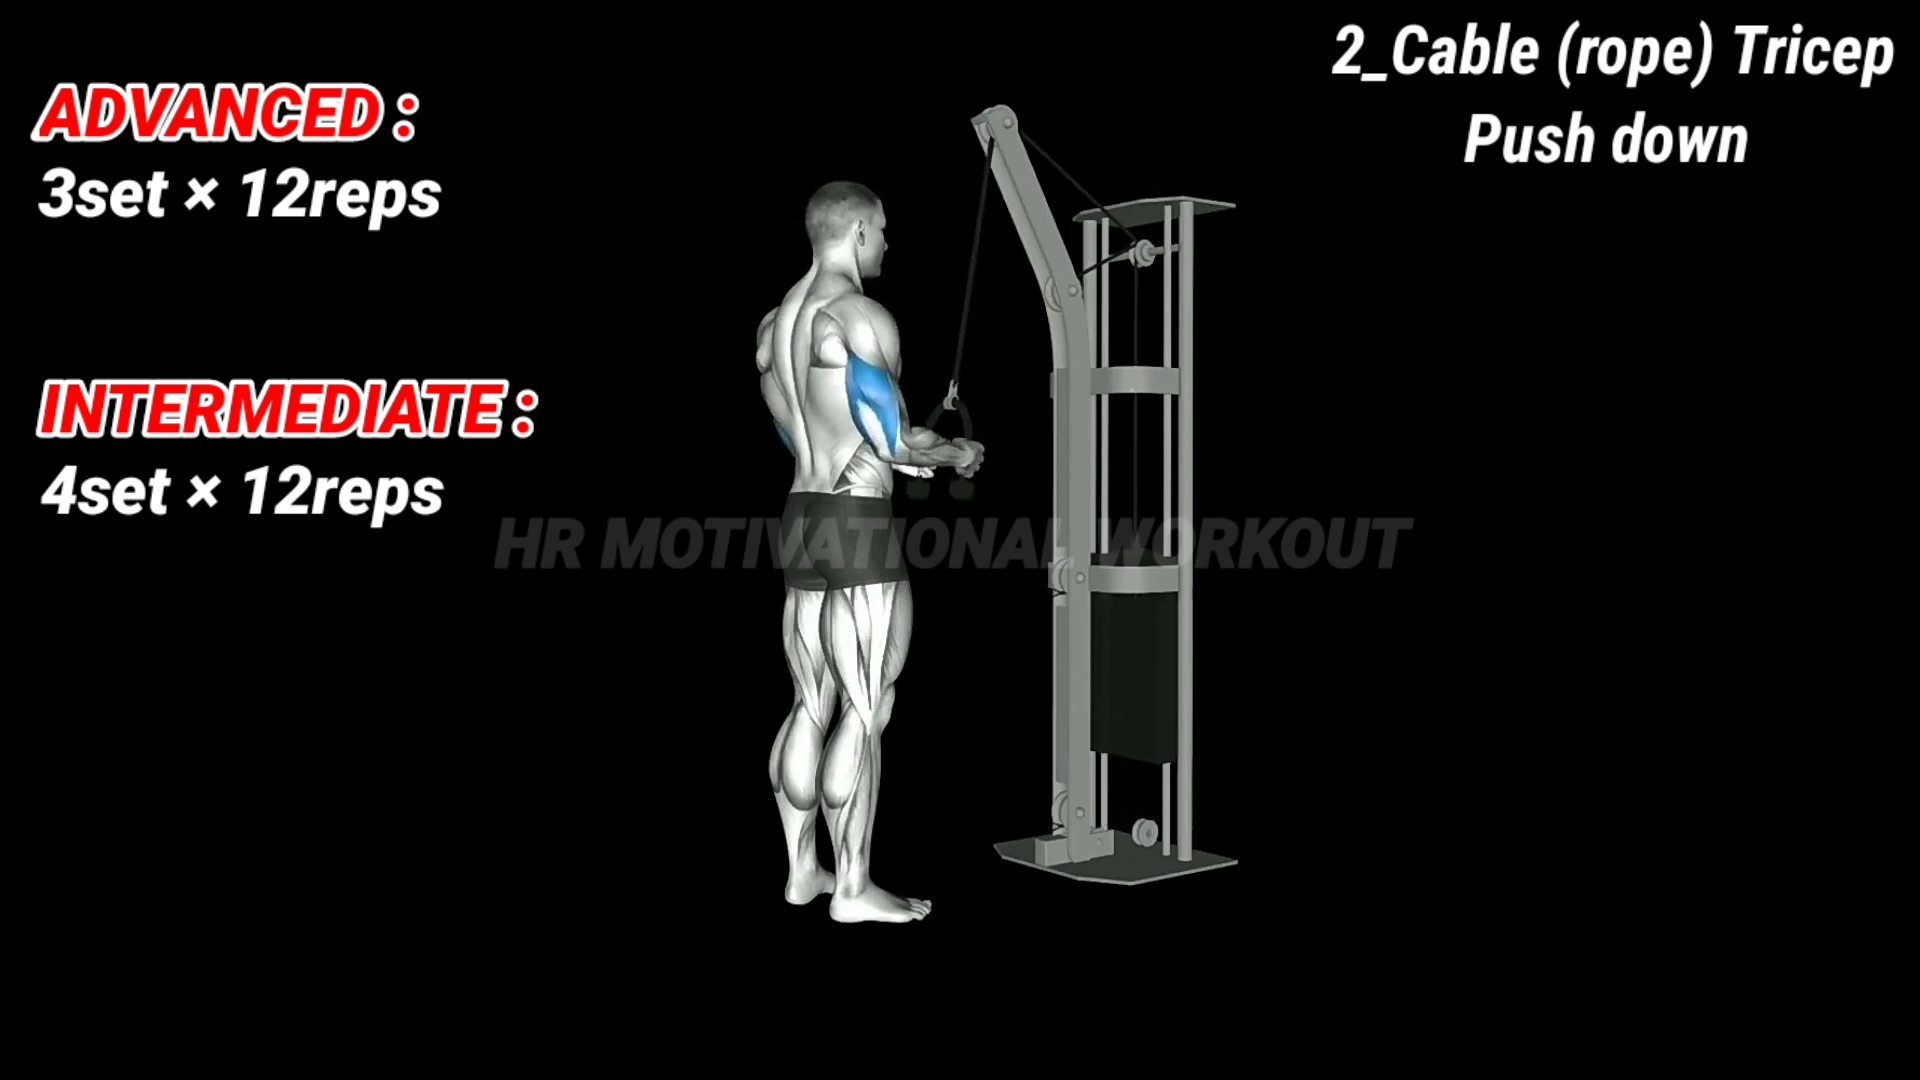 2_Cable (rope) Tricep
Push down
ADVANCED :
3set × 12reps
INTERMEDIATE :
4set × 12reps
HR MOTIVATIONAL WORKOUT